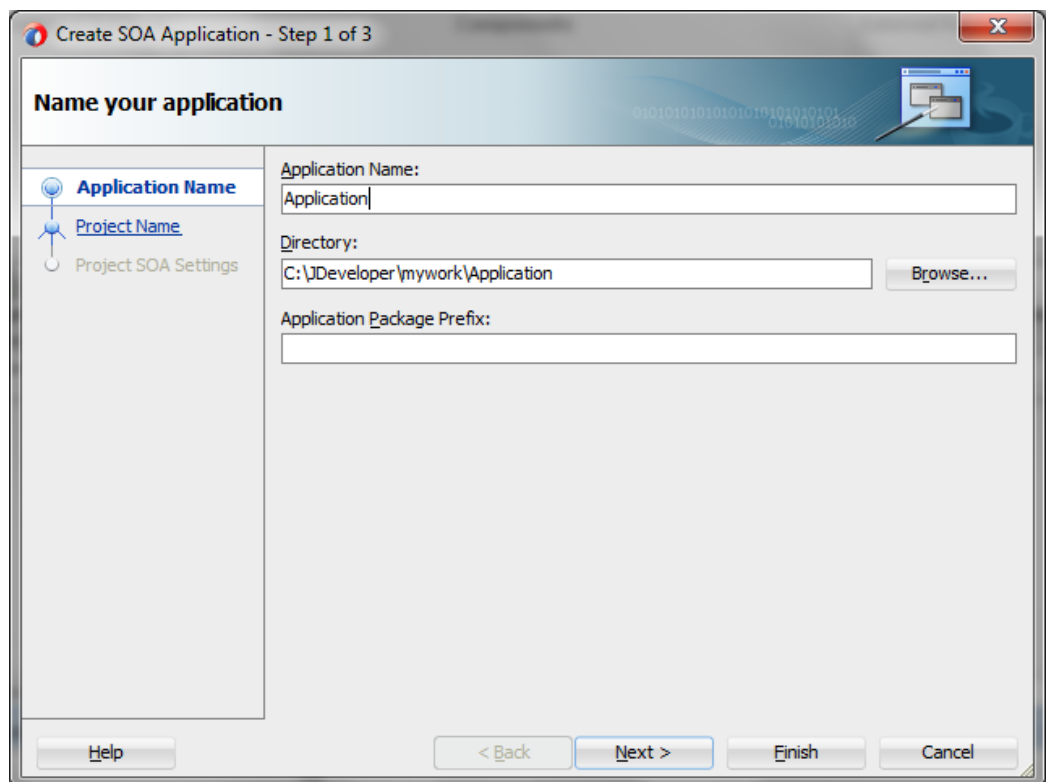 Create SOA Application - Step 1 of 3
Name your application
Application Name
Project Name
Project SOA Settings
Application Name:
Application
Directory:
C:\JDeveloper\mywork\Application
Browse...
Application Package Prefix:
Help
< Back
Next >
Finish
Cancel